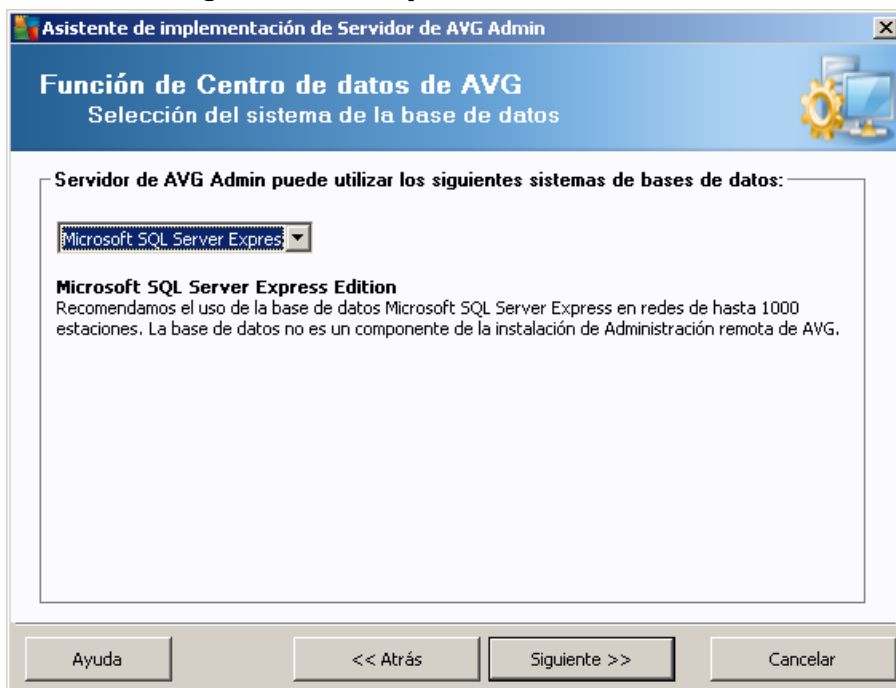 Asistente de implementación de Servidor de AVG Admin
Función de Centro de datos de AVG
Selección del sistema de la base de datos
Servidor de AVG Admin puede utilizar los siguientes sistemas de bases de datos:
Microsoft SQL Server Expres
Microsoft SQL Server Express Edition
Recomendamos el uso de la base de datos Microsoft SQL Server Express en redes de hasta 1000
estaciones. La base de datos no es un componente de la instalación de Administración remota de AVG.
Ayuda
<< Atrás
Siguiente >>
Cancelar